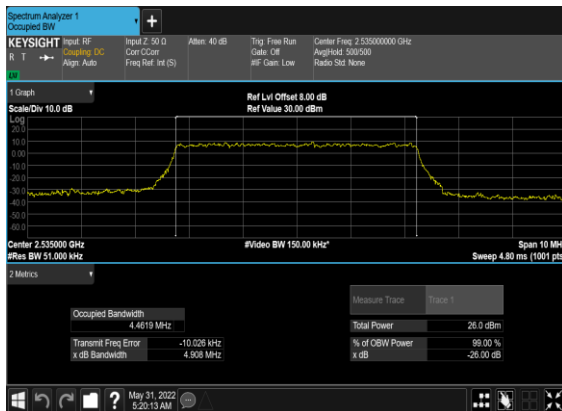 Spectrum Analyzer 1
Occupied BW
+
KEYSIGHT Input: RF Input Z: 50 Ω Atten: 40 dB Trig: Free Run Center Freq: 2.535000000 GHz
R T Coupling: DC Corr CCorr Gate: Off Avg|Hold: 500/500
Align: Auto Freq Ref: Int (S) #IF Gain: Low Radio Std: None
1 Graph
Ref Lvl Offset 8.00 dB
Scale/Div 10.0 dB Ref Value 30.00 dBm
Log
20.0
10.0
0.00
-10.0
-20.0
-30.0
-40.0
-50.0
-60.0
Center 2.535000 GHz #Video BW 150.00 kHz* Span 10 MH
#Res BW 51.000 kHz Sweep 4.80 ms (1001 pts
2 Metrics
Measure Trace Trace 1
Occupied Bandwidth
4.4619 MHz
Total Power 26.0 dBm
Transmit Freq Error -10.026 kHz % of OBW Power 99.00 %
x dB Bandwidth 4.908 MHz x dB -26.00 dB
? May 31, 2022
5:20:13 AM